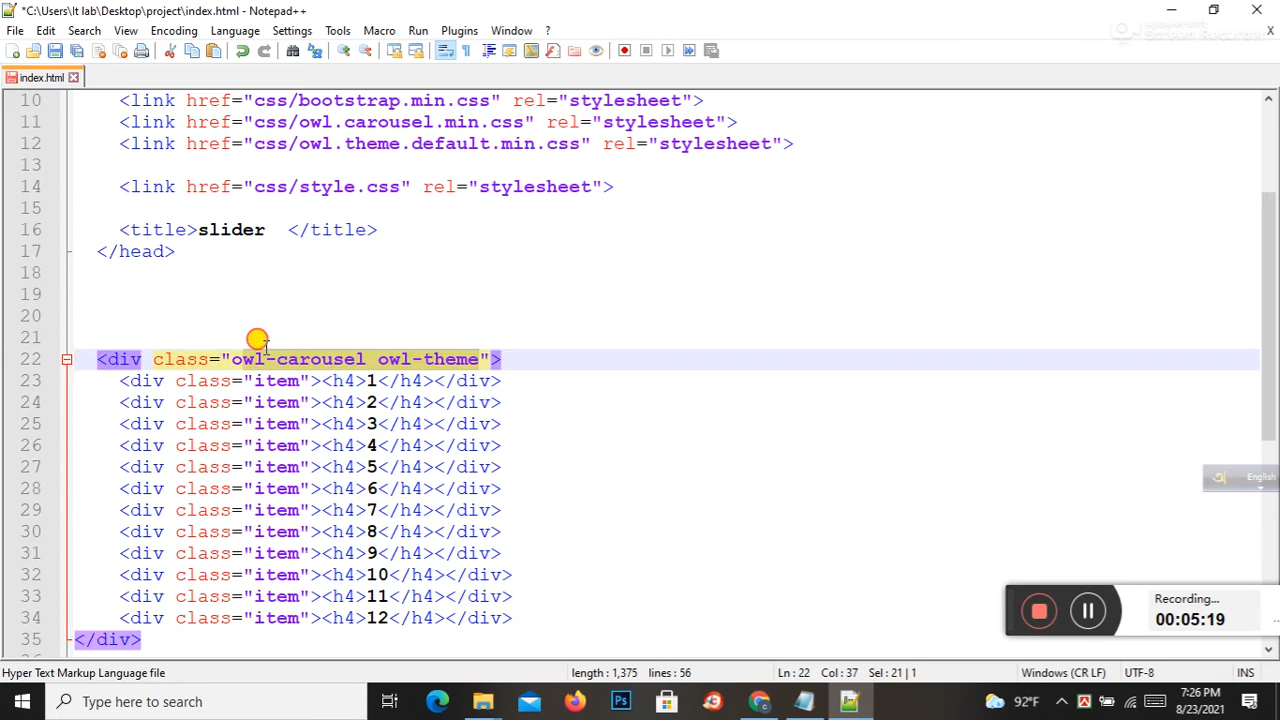 *C:\Users\It lab\Desktop\project\index.html - Notepad++
File Edit Search View Encoding Language Settings Tools Macro Run Plugins Window ? X
index.html
10 <link href="css/bootstrap.min.css" rel="stylesheet">
11 <link href="css/owl.carousel.min.css" rel="stylesheet">
12 <link href="css/owl.theme.default.min.css" rel="stylesheet">
13
14 <link href="css/style.css" rel="stylesheet">
15
16 <title>slider  </title>
17 </head>
18
19
20
21
22 <div class="owl-carousel owl-theme">
23 <div class="item"><h4>1</h4></div>
24 <div class="item"><h4>2</h4></div>
25 <div class="item"><h4>3</h4></div>
26 <div class="item"><h4>4</h4></div>
27 <div class="item"><h4>5</h4></div>
28 <div class="item"><h4>6</h4></div>
29 <div class="item"><h4>7</h4></div>
30 <div class="item"><h4>8</h4></div>
31 <div class="item"><h4>9</h4></div>
32 <div class="item"><h4>10</h4></div>
33 <div class="item"><h4>11</h4></div>
34 <div class="item"><h4>12</h4></div>
35 </div>
English
Recording...
00:05:19
Hyper Text Markup Language file length : 1,375 lines : 56 Ln : 22 Col : 37 Sel : 21 | 1 Windows (CR LF) UTF-8 INS
Type here to search
92°F
7:26 PM
8/23/2021